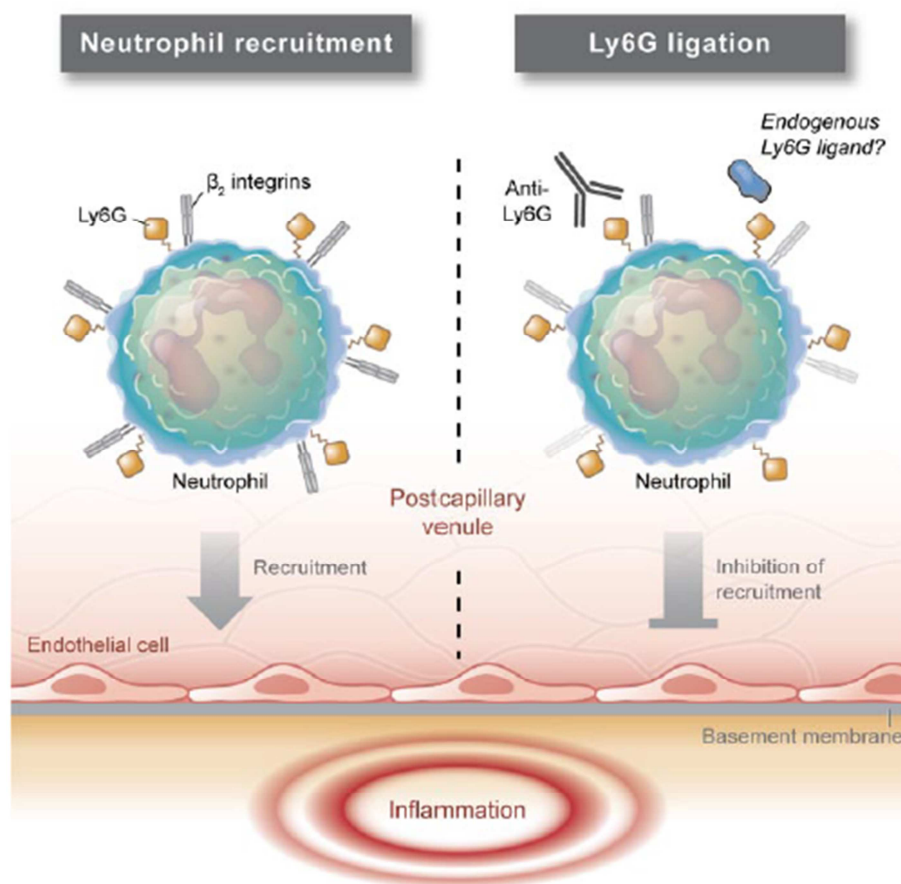 Neutrophil recruitment
Ly6G ligation
β2 integrins
Ly6G
Neutrophil
Recruitment
Endogenous
Ly6G ligand?
Anti-
Ly6G
Neutrophil
Postcapillary
venule
Inhibition of
recruitment
Endothelial cell
Basement membrane
Inflammation